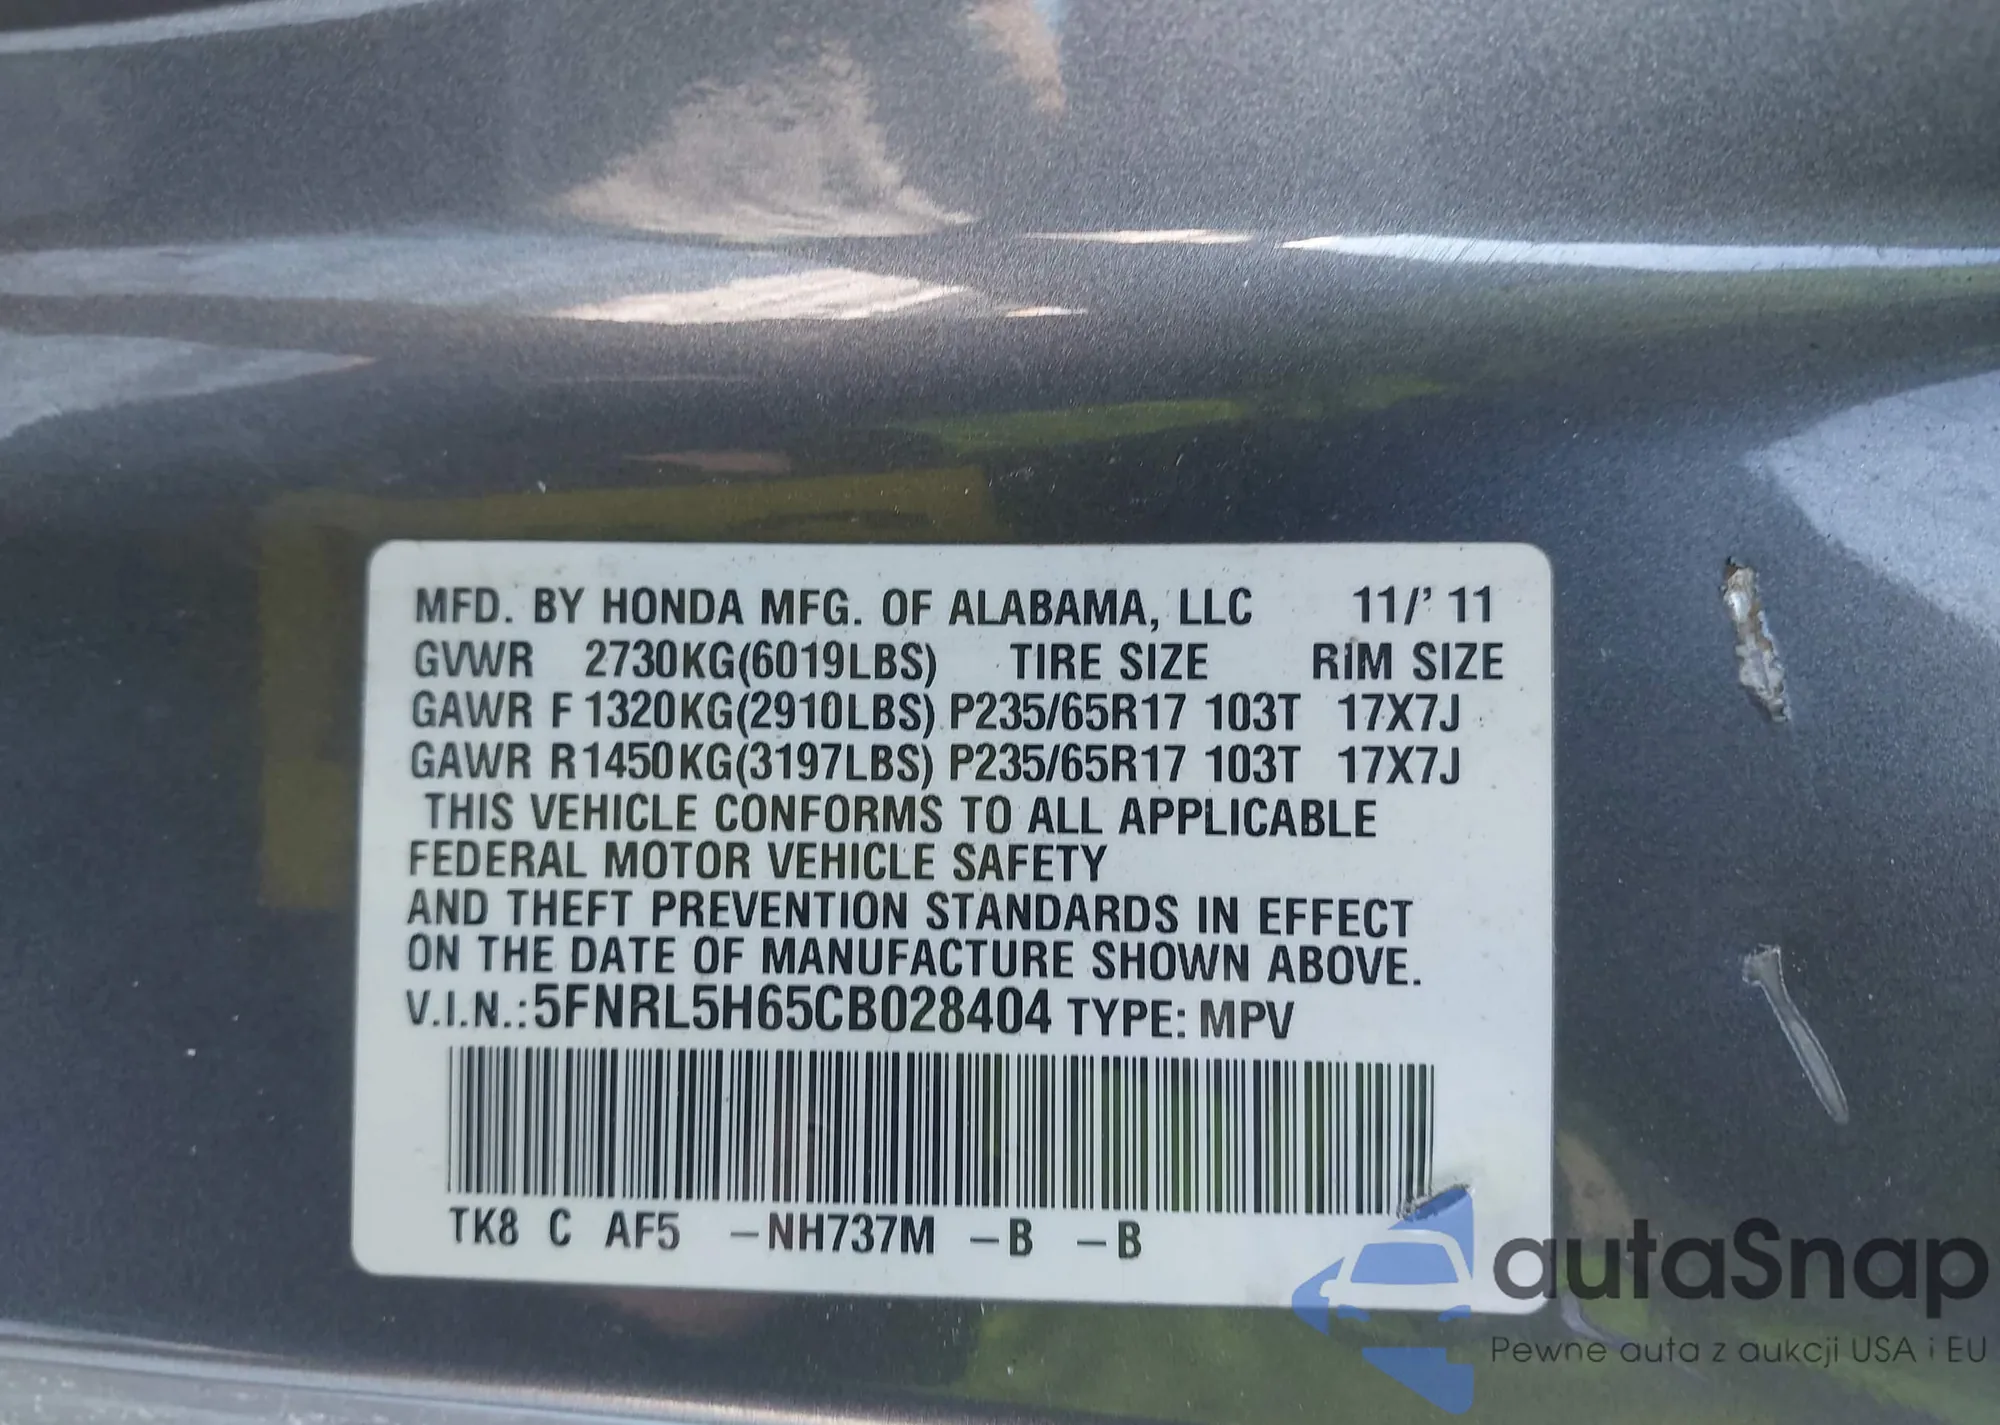 MFD. BY HONDA MFG. OF ALABAMA, LLC 11/' 11
GVWR 2730KG(6019LBS) TIRE SIZE RIM SIZE
GAWR F 1320KG(2910LBS) P235/65R17 103T 17X7J
GAWR R 1450KG(3197LBS) P235/65R17 103T 17X7J
THIS VEHICLE CONFORMS TO ALL APPLICABLE
FEDERAL MOTOR VEHICLE SAFETY
AND THEFT PREVENTION STANDARDS IN EFFECT
ON THE DATE OF MANUFACTURE SHOWN ABOVE.
V.I.N.:5FNRL5H65CB028404 TYPE: MPV
TK8 C AF5 –NH737M –B –B
autaSnap
Pewne auta z aukcji USA i EU